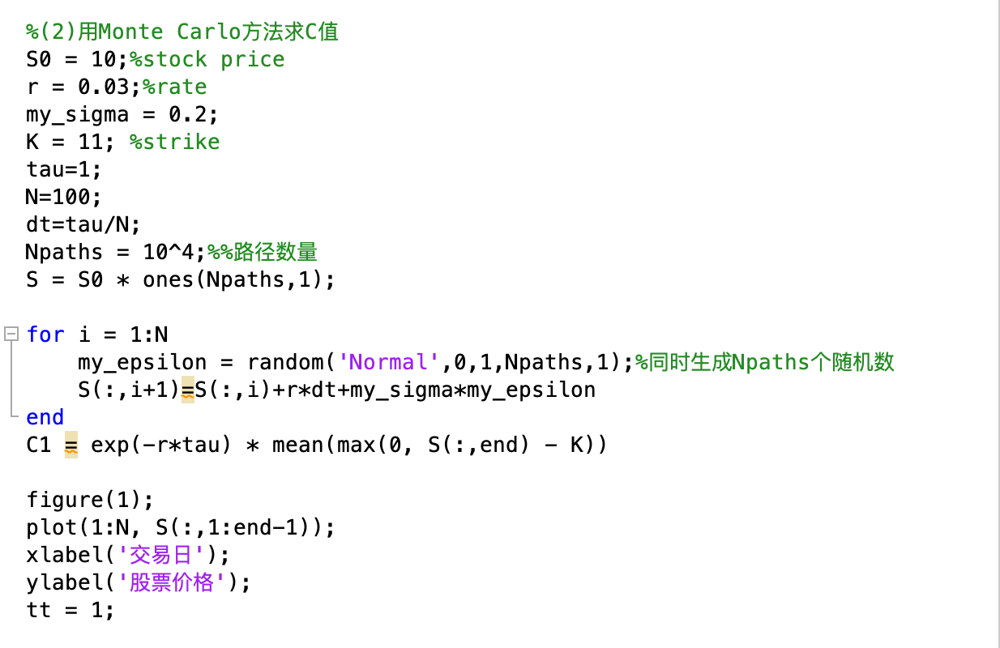 %(2)用Monte Carlo方法求C值
S0 = 10;%stock price
r = 0.03;%rate
my_sigma = 0.2;
K = 11; %strike
tau=1;
N=100;
dt=tau/N;
Npaths = 10^4;%%路径数量
S = S0 * ones(Npaths,1);
for i = 1:N
my_epsilon = random('Normal',0,1,Npaths,1);%同时生成Npaths个随机数
S(:,i+1)=S(:,i)+r*dt+my_sigma*my_epsilon
end
C1 = exp(-r*tau) * mean(max(0, S(:,end) - K))
figure(1);
plot(1:N, S(:,1:end-1));
xlabel('交易日');
ylabel('股票价格');
tt = 1;